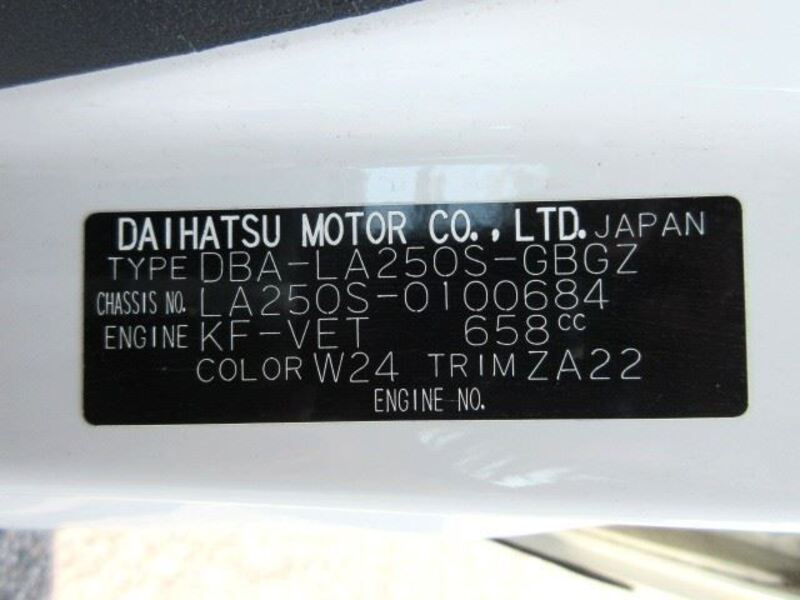 DAIHATSU MOTOR CO., LTD. JAPAN
TYPE DBA-LA250S-GBGZ
CHASSIS NO. LA250S-0100684
ENGINE KF-VET 658cc
COLOR W24 TRIM ZA22
ENGINE NO.